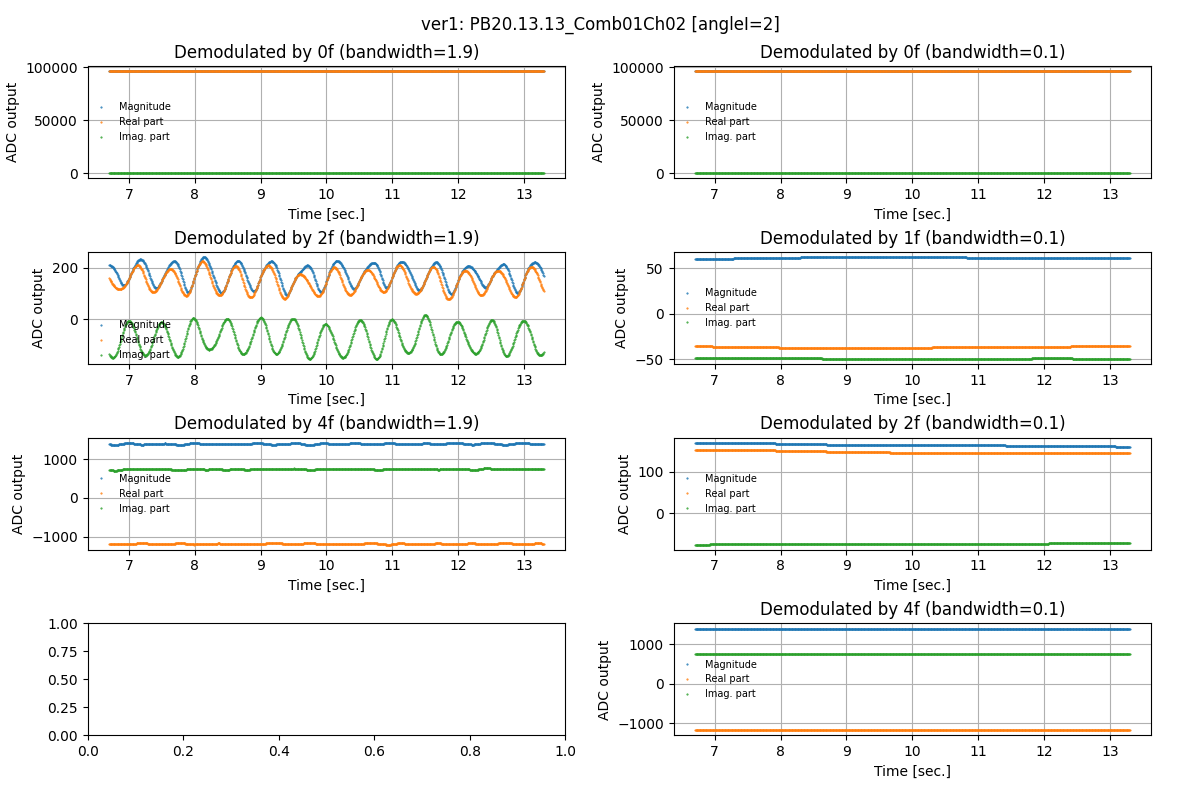 ver1: PB20.13.13_Comb01Ch02 [angleI=2]
Demodulated by 0f (bandwidth=1.9)
ADC output
100000
50000
0
Magnitude
Real part
Imag. part
7 8 9 10 11 12 13
Time [sec.]
Demodulated by 0f (bandwidth=0.1)
ADC output
100000
50000
0
Magnitude
Real part
Imag. part
7 8 9 10 11 12 13
Time [sec.]
Demodulated by 2f (bandwidth=1.9)
ADC output
200
0
Magnitude
Real part
Imag. part
7 8 9 10 11 12 13
Time [sec.]
Demodulated by 1f (bandwidth=0.1)
ADC output
50
0
−50
Magnitude
Real part
Imag. part
7 8 9 10 11 12 13
Time [sec.]
Demodulated by 4f (bandwidth=1.9)
ADC output
1000
0
−1000
Magnitude
Real part
Imag. part
7 8 9 10 11 12 13
Time [sec.]
Demodulated by 2f (bandwidth=0.1)
ADC output
100
0
Magnitude
Real part
Imag. part
7 8 9 10 11 12 13
Time [sec.]
1.00
0.75
0.50
0.25
0.00
0.0 0.2 0.4 0.6 0.8 1.0
Demodulated by 4f (bandwidth=0.1)
ADC output
1000
0
−1000
Magnitude
Real part
Imag. part
7 8 9 10 11 12 13
Time [sec.]